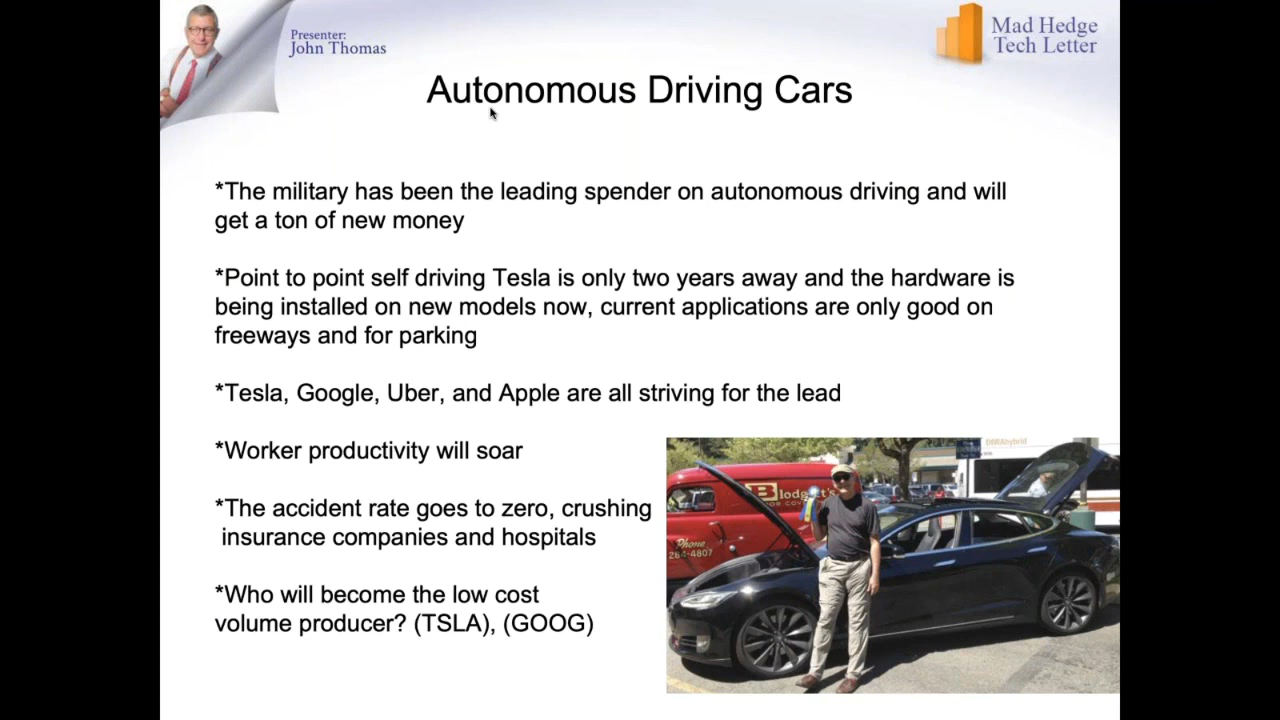 Presenter:
John Thomas
Mad Hedge
Tech Letter
Autonomous Driving Cars
*The military has been the leading spender on autonomous driving and will
get a ton of new money
*Point to point self driving Tesla is only two years away and the hardware is
being installed on new models now, current applications are only good on
freeways and for parking
*Tesla, Google, Uber, and Apple are all striving for the lead
*Worker productivity will soar
*The accident rate goes to zero, crushing
insurance companies and hospitals
*Who will become the low cost
volume producer? (TSLA), (GOOG)
Phone
284-4807